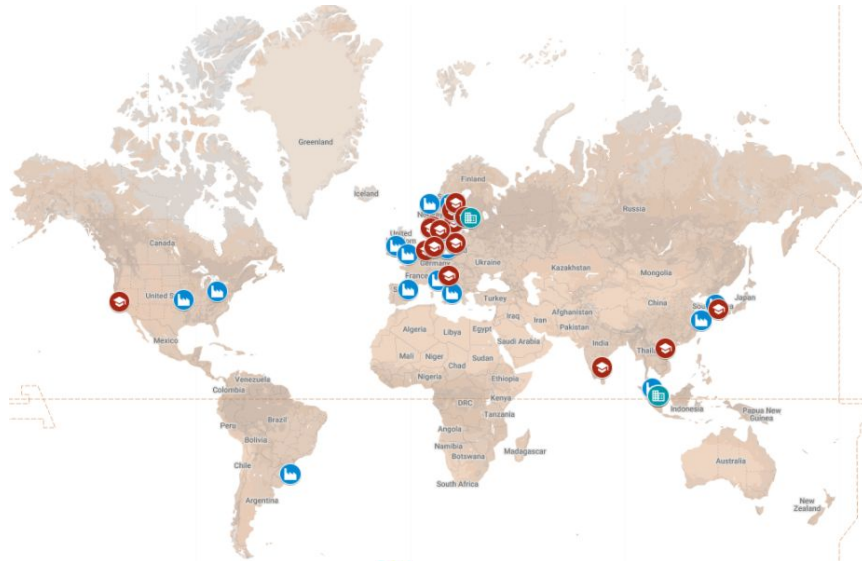 Greenland
Iceland
Finland
Russia
Canada
United
Ukraine
Germany
France
Kazakhstan
Mongolia
United S
Turkey
China
Japan
Iraq
Iran
Afghanistan
Pakistan
Algeria
Libya
Egypt
Saudi Arabia
Mexico
India
Mali
Niger
Chad
Sudan
Thaila
Nigeria
Ethiopia
Venezuela
Colombia
DRC
Kenya
Indonesia
Papua New
Guinea
Tanzania
Peru
Brazil
Bolivia
Angola
Namibia
Botswana
Madagascar
Chile
Australia
South Africa
Argentina
New
Zealand